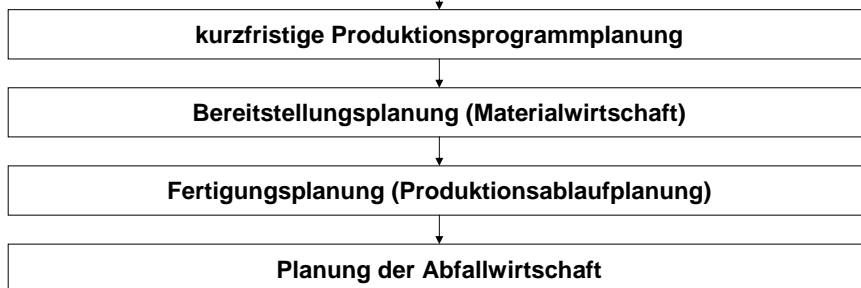 kurzfristige Produktionsprogrammplanung
Bereitstellungsplanung (Materialwirtschaft)
Fertigungsplanung (Produktionsablaufplanung)
Planung der Abfallwirtschaft